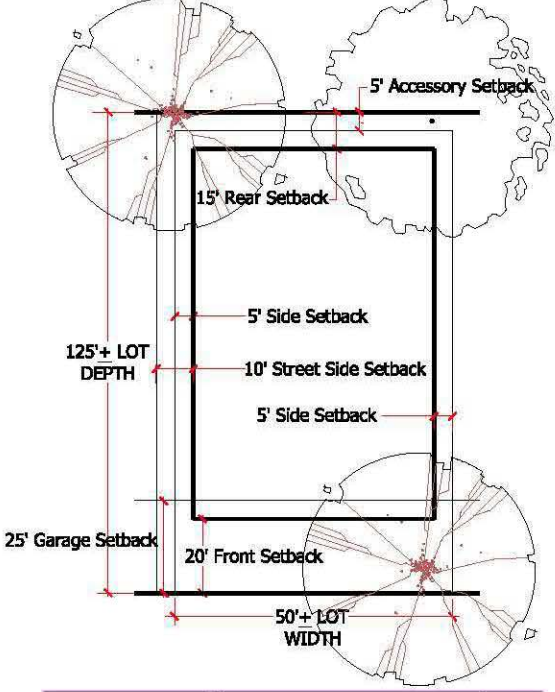 5' Accessory Setback
15' Rear Setback
5' Side Setback
125'± LOT
DEPTH
10' Street Side Setback
5' Side Setback
25' Garage Setback
20' Front Setback
50'± LOT
WIDTH